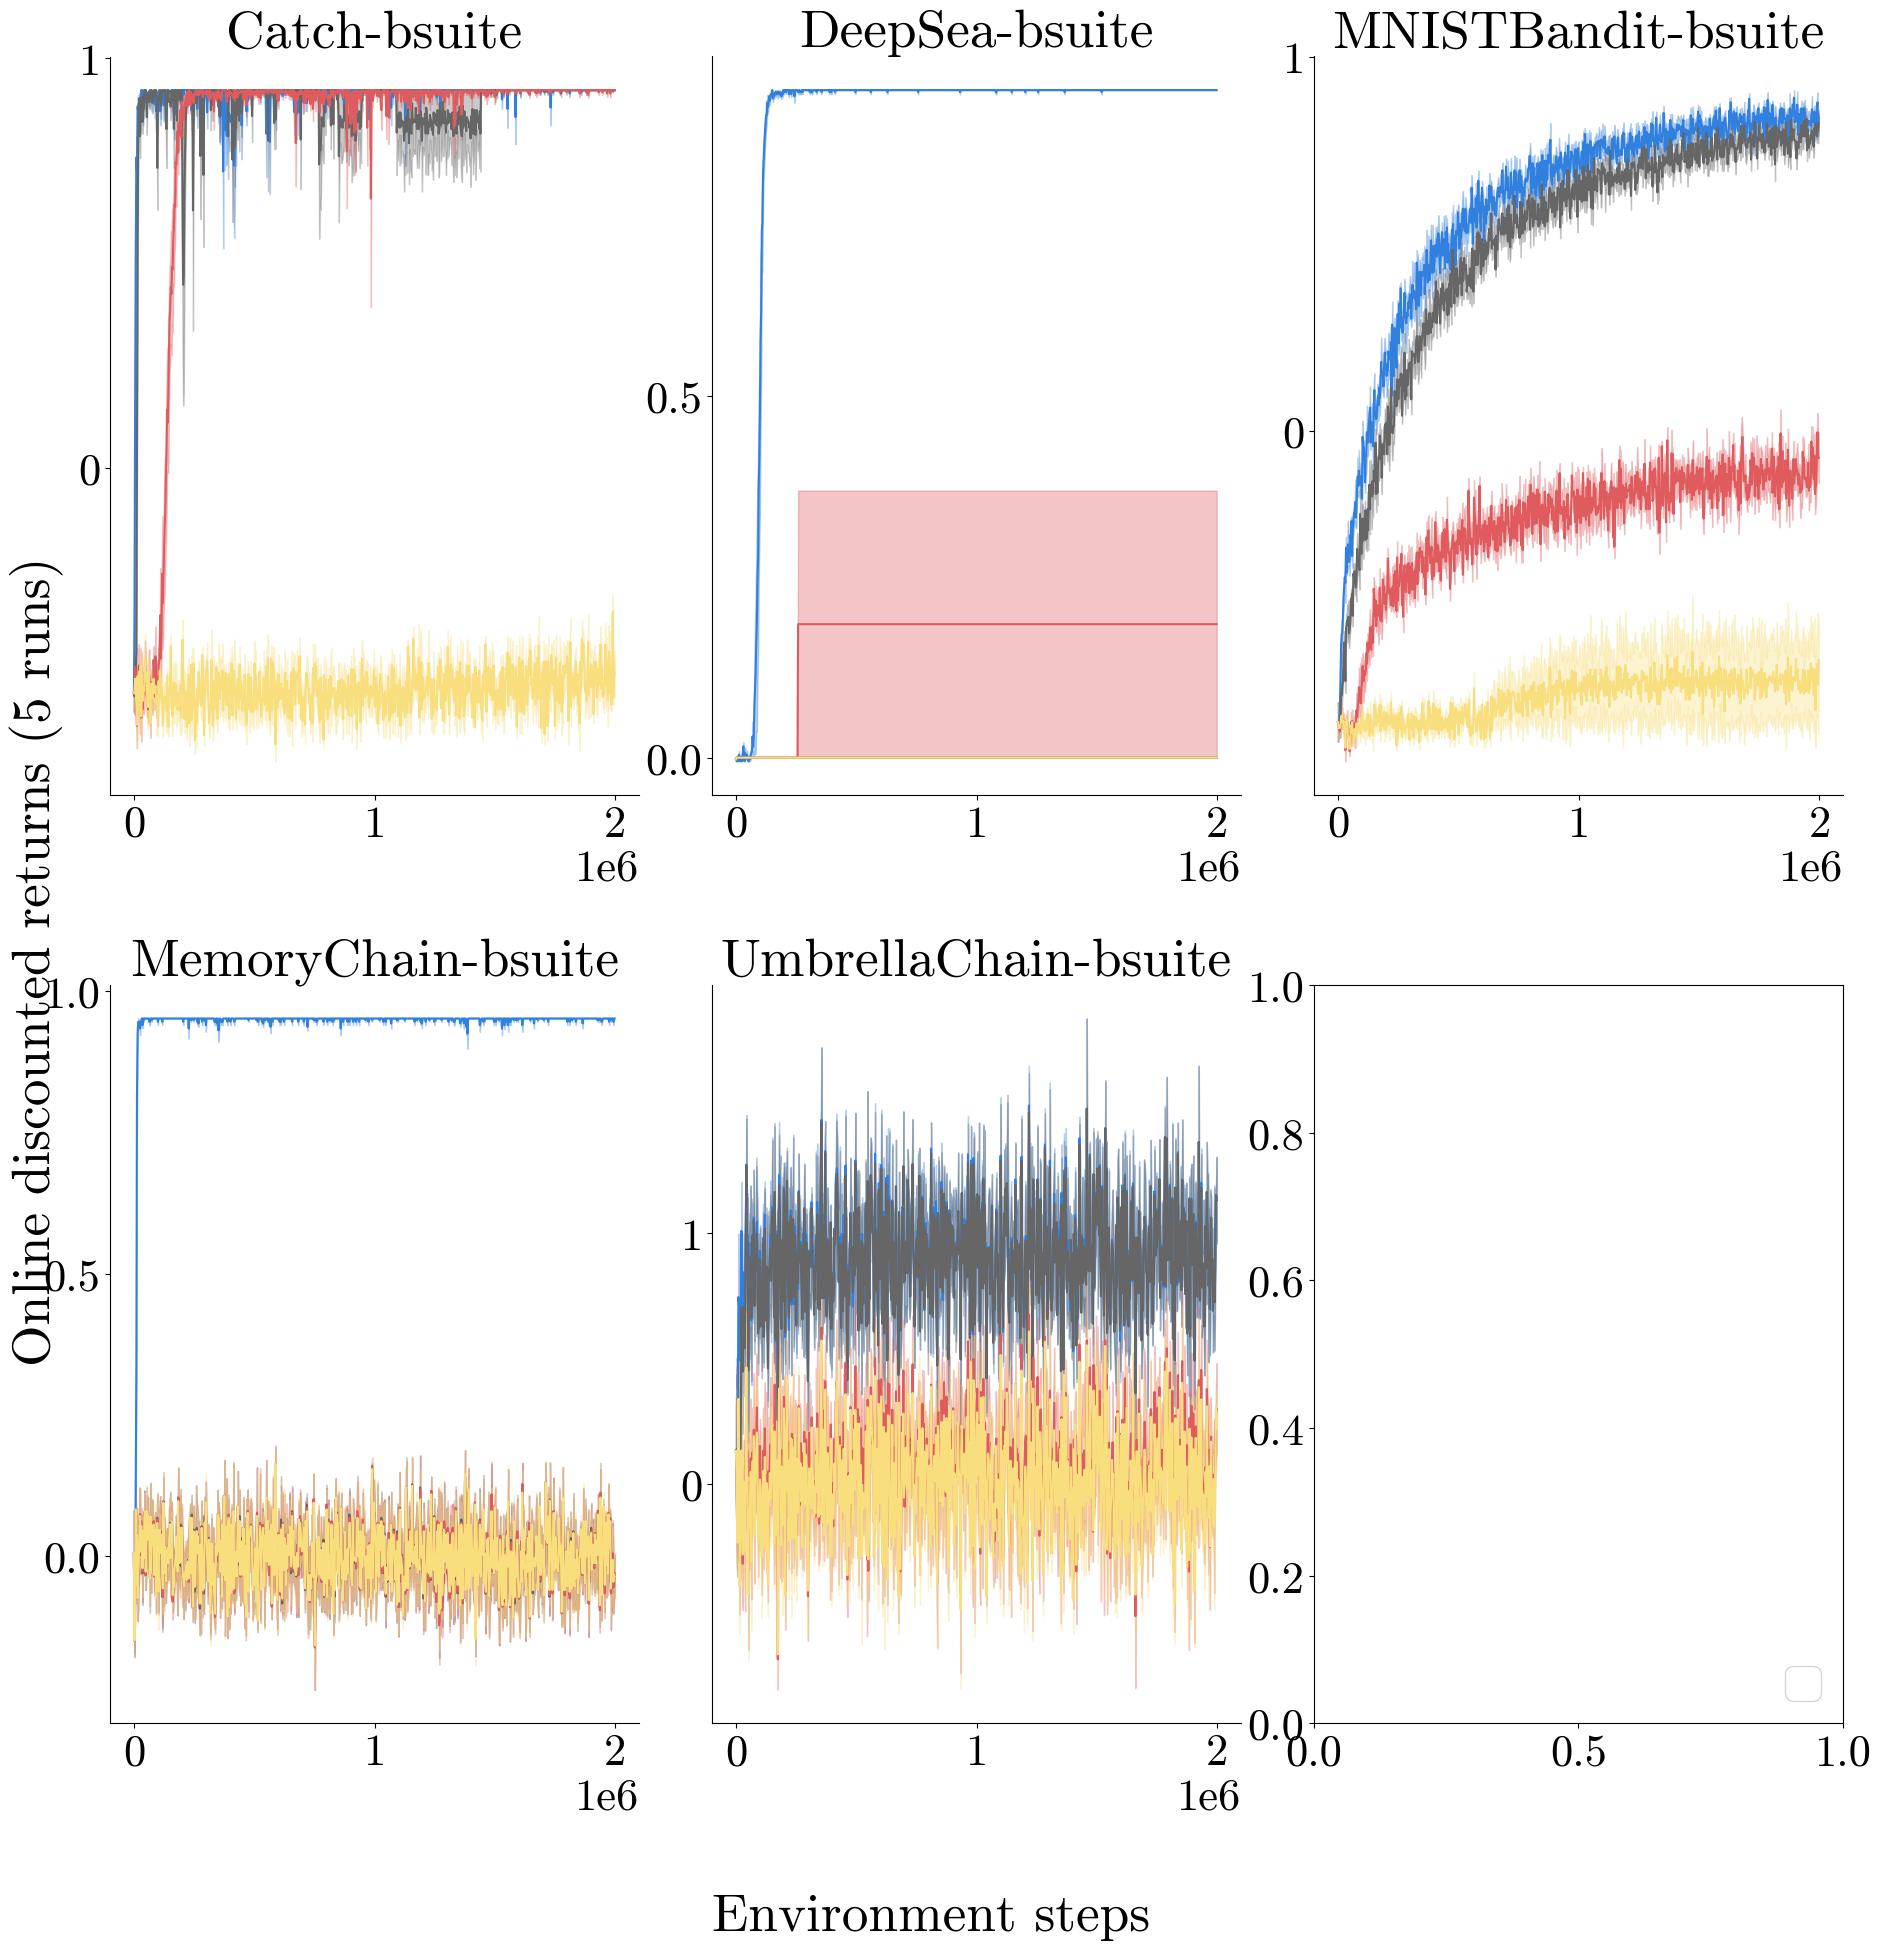 Catch-bsuite
DeepSea-bsuite
MNISTBandit-bsuite
1
0
0 1 2
1e6
0.5
0.0
0 1 2
1e6
1
0
0 1 2
1e6
Online discounted returns (5 runs)
MemoryChain-bsuite
UmbrellaChain-bsuite
1.0
0.5
0.0
0 1 2
1e6
1
0
0 1 2
1e6
1.0
0.8
0.6
0.4
0.2
0.0
0.0 0.5 1.0
Environment steps